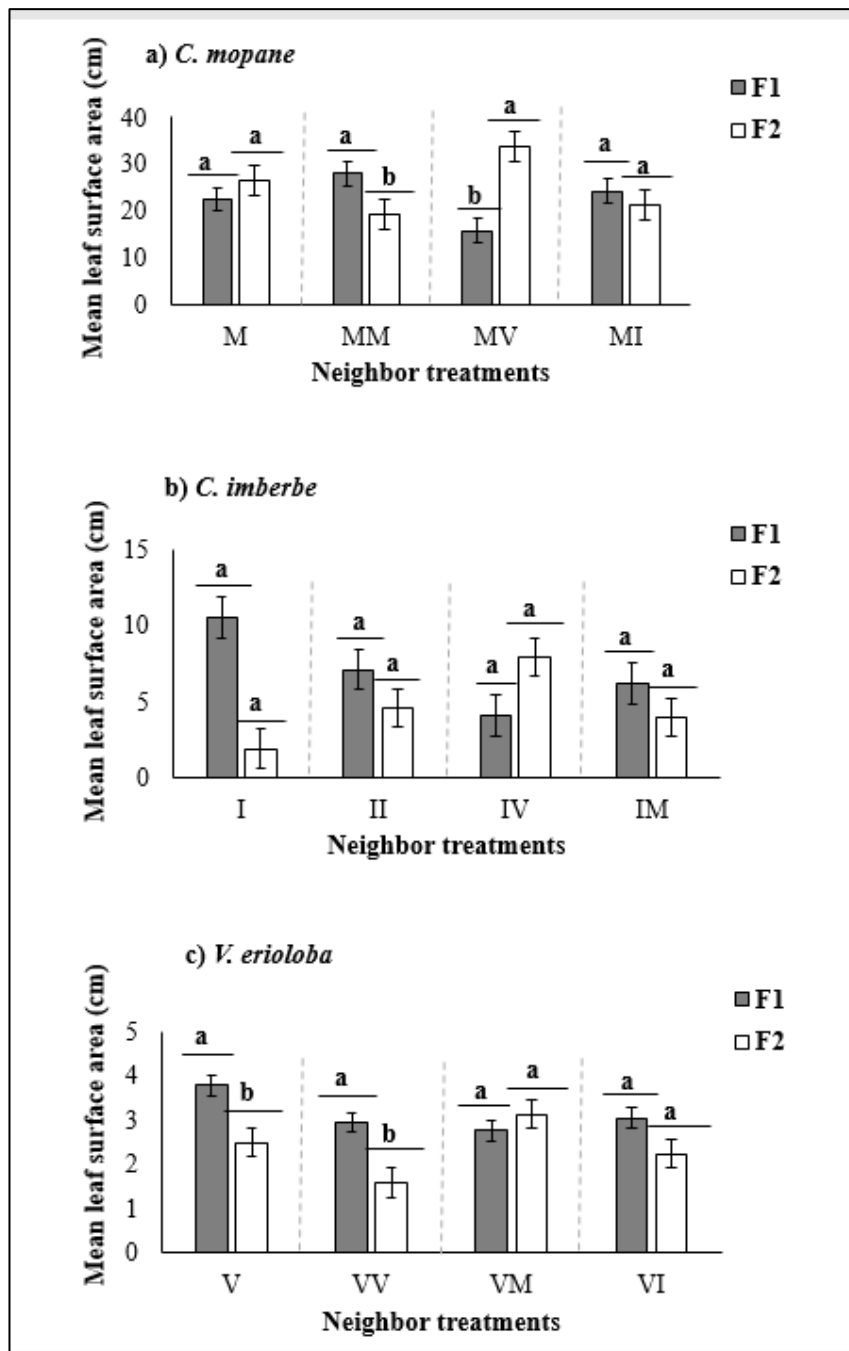 a) C. mopane
F1
F2
Mean leaf surface area (cm)
40
30
20
10
0
a a a b b a a a
M MM MV MI
Neighbor treatments
b) C. imberbe
F1
F2
Mean leaf surface area (cm)
15
10
5
0
a a a a a a a a
I II IV IM
Neighbor treatments
c) V. erioloba
F1
F2
Mean leaf surface area (cm)
5
4
3
2
1
0
a b a b a a a a
V VV VM VI
Neighbor treatments